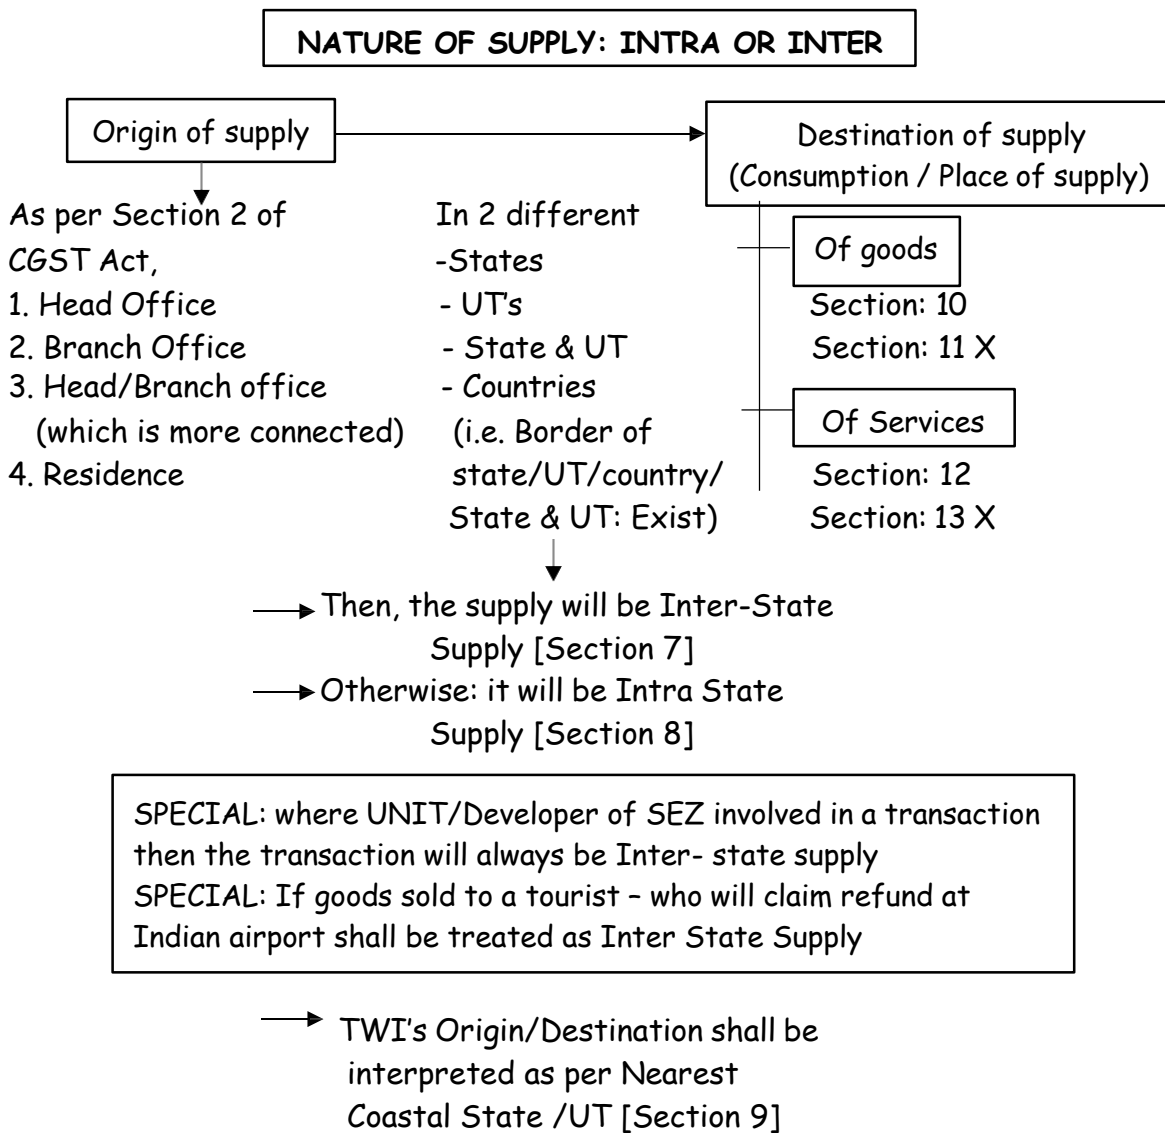 NATURE OF SUPPLY: INTRA OR INTER
Origin of supply
Destination of supply
(Consumption / Place of supply)
As per Section 2 of
CGST Act,
1. Head Office
2. Branch Office
3. Head/Branch office
(which is more connected)
4. Residence
In 2 different
-States
- UT's
- State & UT
- Countries
(i.e. Border of
state/UT/country/
State & UT: Exist)
Of goods
Section: 10
Section: 11 X
Of Services
Section: 12
Section: 13 X
Then, the supply will be Inter-State
Supply [Section 7]
Otherwise: it will be Intra State
Supply [Section 8]
SPECIAL: where UNIT/Developer of SEZ involved in a transaction
then the transaction will always be Inter- state supply
SPECIAL: If goods sold to a tourist – who will claim refund at
Indian airport shall be treated as Inter State Supply
TWI's Origin/Destination shall be
interpreted as per Nearest
Coastal State /UT [Section 9]